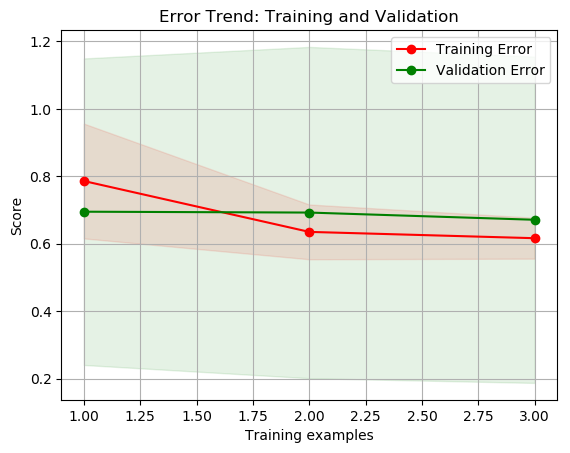 Error Trend: Training and Validation
Training Error
Validation Error
Score
1.2
1.0
0.8
0.6
0.4
0.2
1.00 1.25 1.50 1.75 2.00 2.25 2.50 2.75 3.00
Training examples